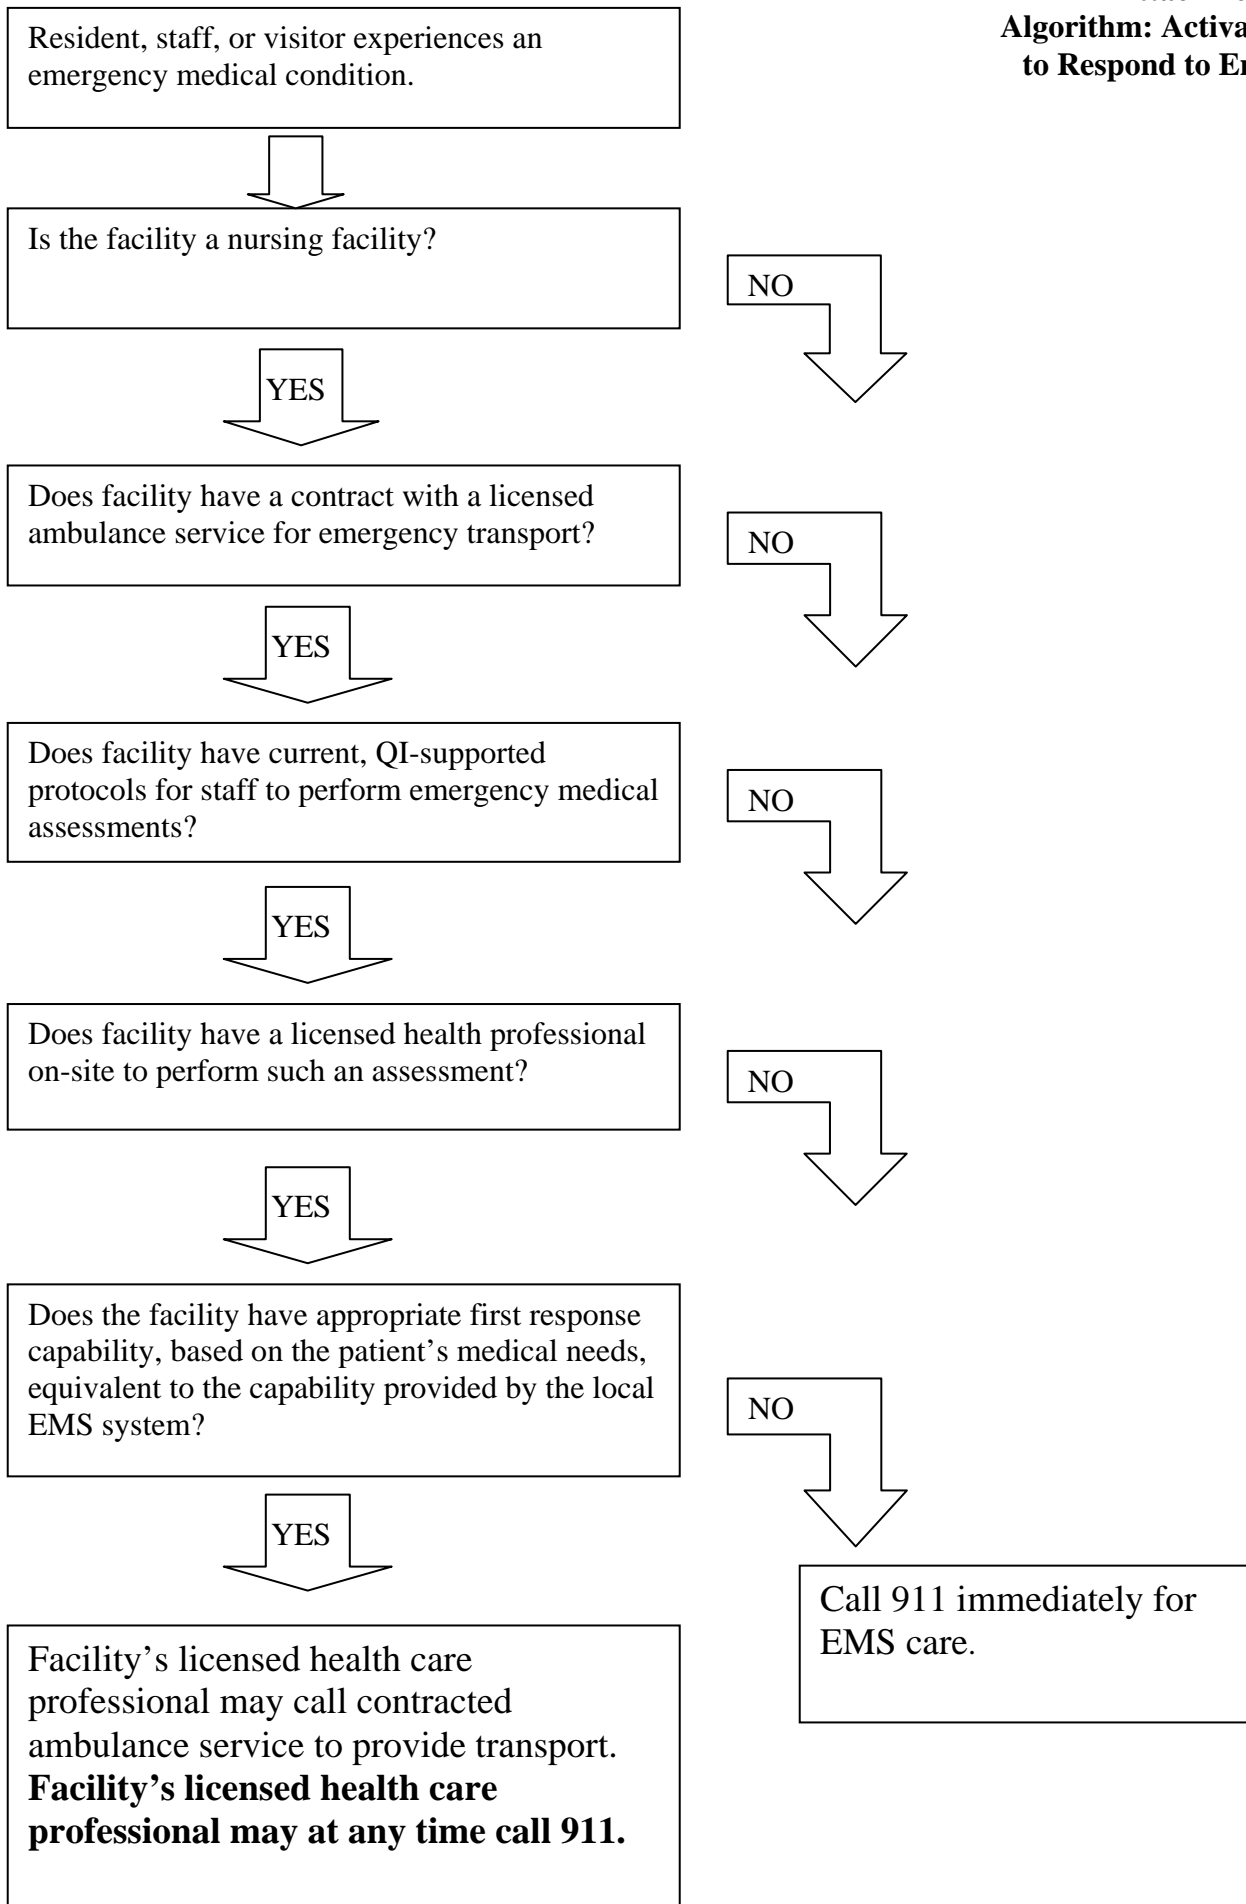 Algorithm:
to Respond to
Resident, staff, or visitor experiences an
emergency medical condition.
Is the facility a nursing facility?
NO
YES
Does facility have a contract with a licensed
ambulance service for emergency transport?
NO
YES
Does facility have current, QI-supported
protocols for staff to perform emergency medical
assessments?
NO
YES
Does facility have a licensed health professional
on-site to perform such an assessment?
NO
YES
Does the facility have appropriate first response
capability, based on the patient’s medical needs,
equivalent to the capability provided by the local
EMS system?
NO
YES
Call 911 immediately for
EMS care.
Facility’s licensed health care
professional may call contracted
ambulance service to provide transport.
Facility’s licensed health care
professional may at any time call 911.